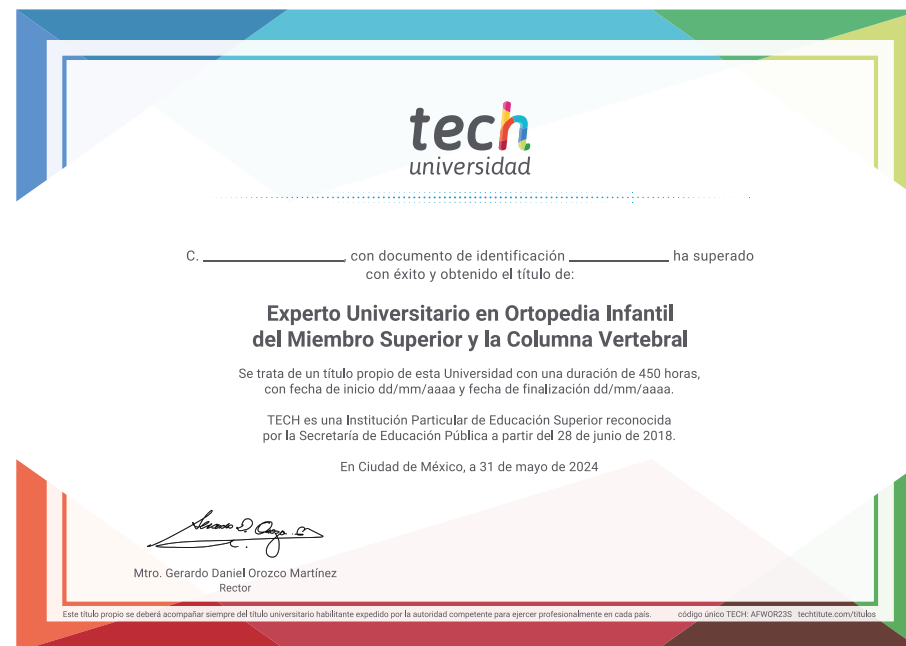 tech
universidad
C. ____________, con documento de identificación ____________ ha superado
con éxito y obtenido el título de:
Experto Universitario en Ortopedia Infantil
del Miembro Superior y la Columna Vertebral
Se trata de un título propio de esta Universidad con una duración de 450 horas,
con fecha de inicio dd/mm/aaaa y fecha de finalización dd/mm/aaaa.
TECH es una Institución Particular de Educación Superior reconocida
por la Secretaría de Educación Pública a partir del 28 de junio de 2018.
En Ciudad de México, a 31 de mayo de 2024
Mtro. Gerardo Daniel Orozco Martínez
Rector
Este título propio se deberá acompañar siempre del título universitario habilitante expedido por la autoridad competente para ejercer profesionalmente en cada país. código único TECH: AFWOR23S techtitute.com/titulos